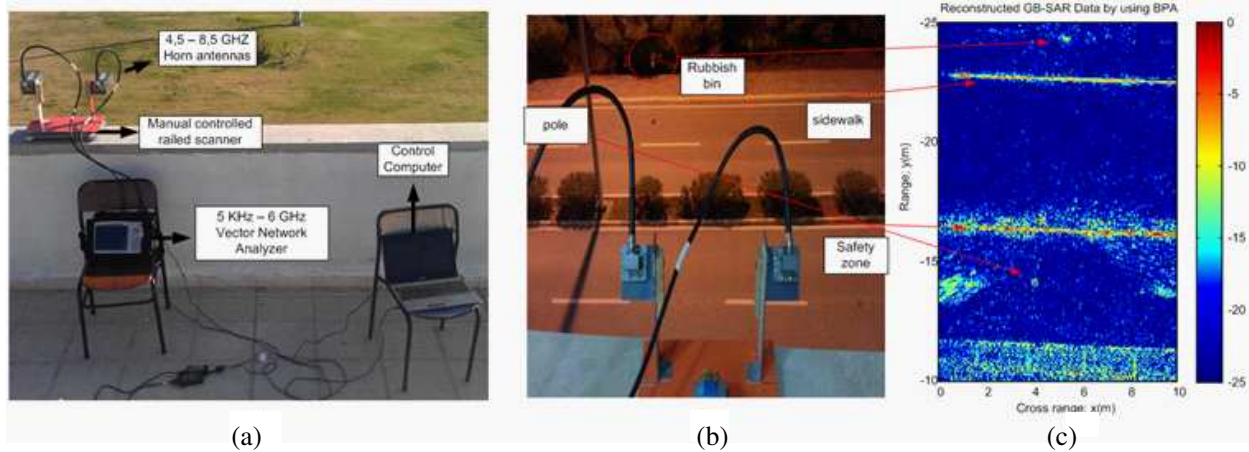 4,5 – 8,5 GHZ
Horn antennas
Manual controlled
railed scanner
Control
Computer
5 KHz – 6 GHz
Vector Network
Analyzer
(a)
Rubbish
bin
pole
sidewalk
Safety
zone
(b)
Reconstructed GB-SAR Data by using BPA
-25
-20
-15
-10
Range; y(m)
0
2
4
6
8
10
Cross range; x(m)
0
-5
-10
-15
-20
-25
(c)